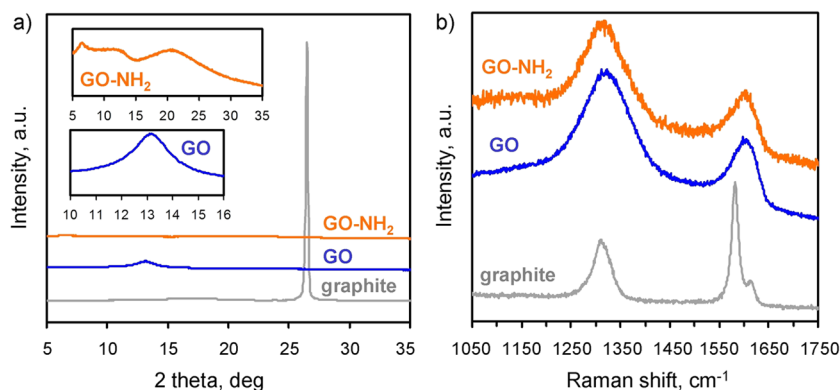 a)
GO-NH₂
5 10 15 20 25 30 35
GO
10 11 12 13 14 15 16
GO-NH₂
GO
graphite
5 10 15 20 25 30 35
2 theta, deg
Intensity, a.u.
b)
GO-NH₂
GO
graphite
1050 1150 1250 1350 1450 1550 1650 1750
Raman shift, cm⁻¹
Intensity, a.u.